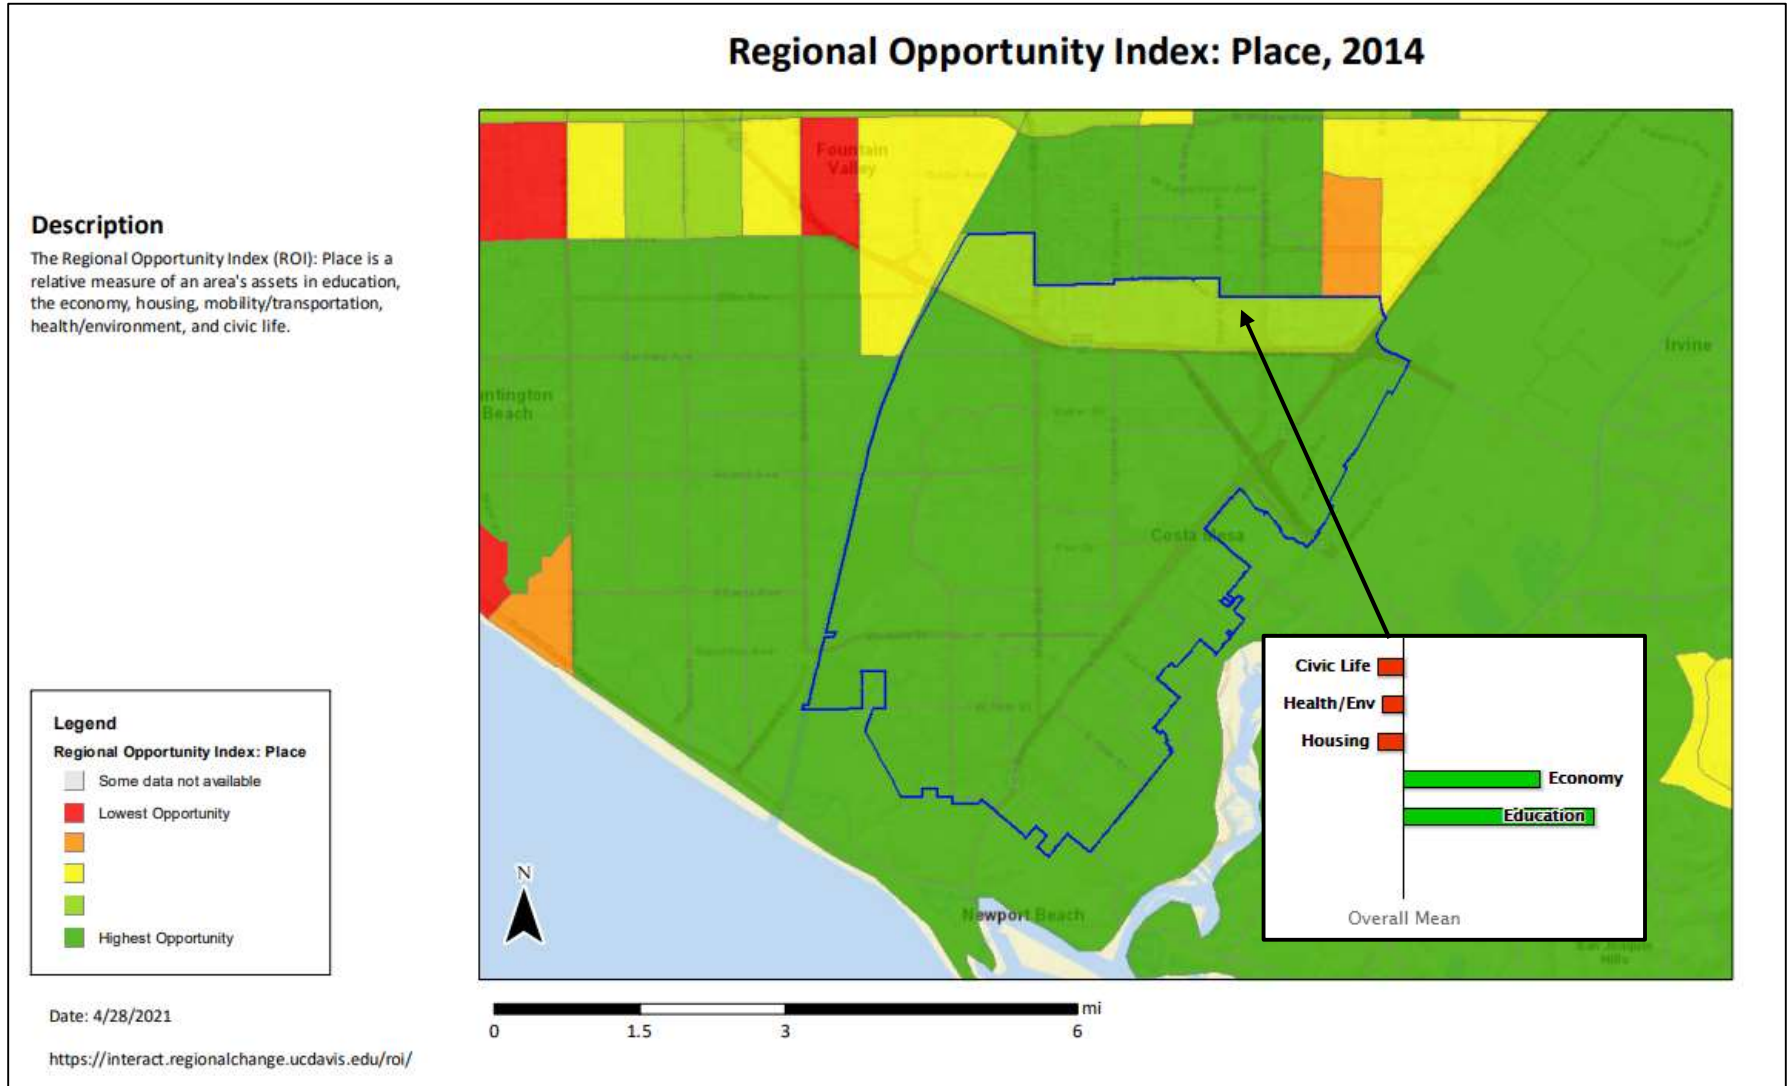 Regional Opportunity Index: Place, 2014
Description
The Regional Opportunity Index (ROI): Place is a
relative measure of an area's assets in education,
the economy, housing, mobility/transportation,
health/environment, and civic life.
Legend
Regional Opportunity Index: Place
Some data not available
Lowest Opportunity
Highest Opportunity
Date: 4/28/2021
https://interact.regionalchange.ucdavis.edu/roi/
Fountain
Valley
Irvine
untington
Beach
Costa Mesa
Newport Beach
San Joaquin
Hills
N
Civic Life
Health/Env
Housing
Economy
Education
Overall Mean
0 1.5 3 6 mi